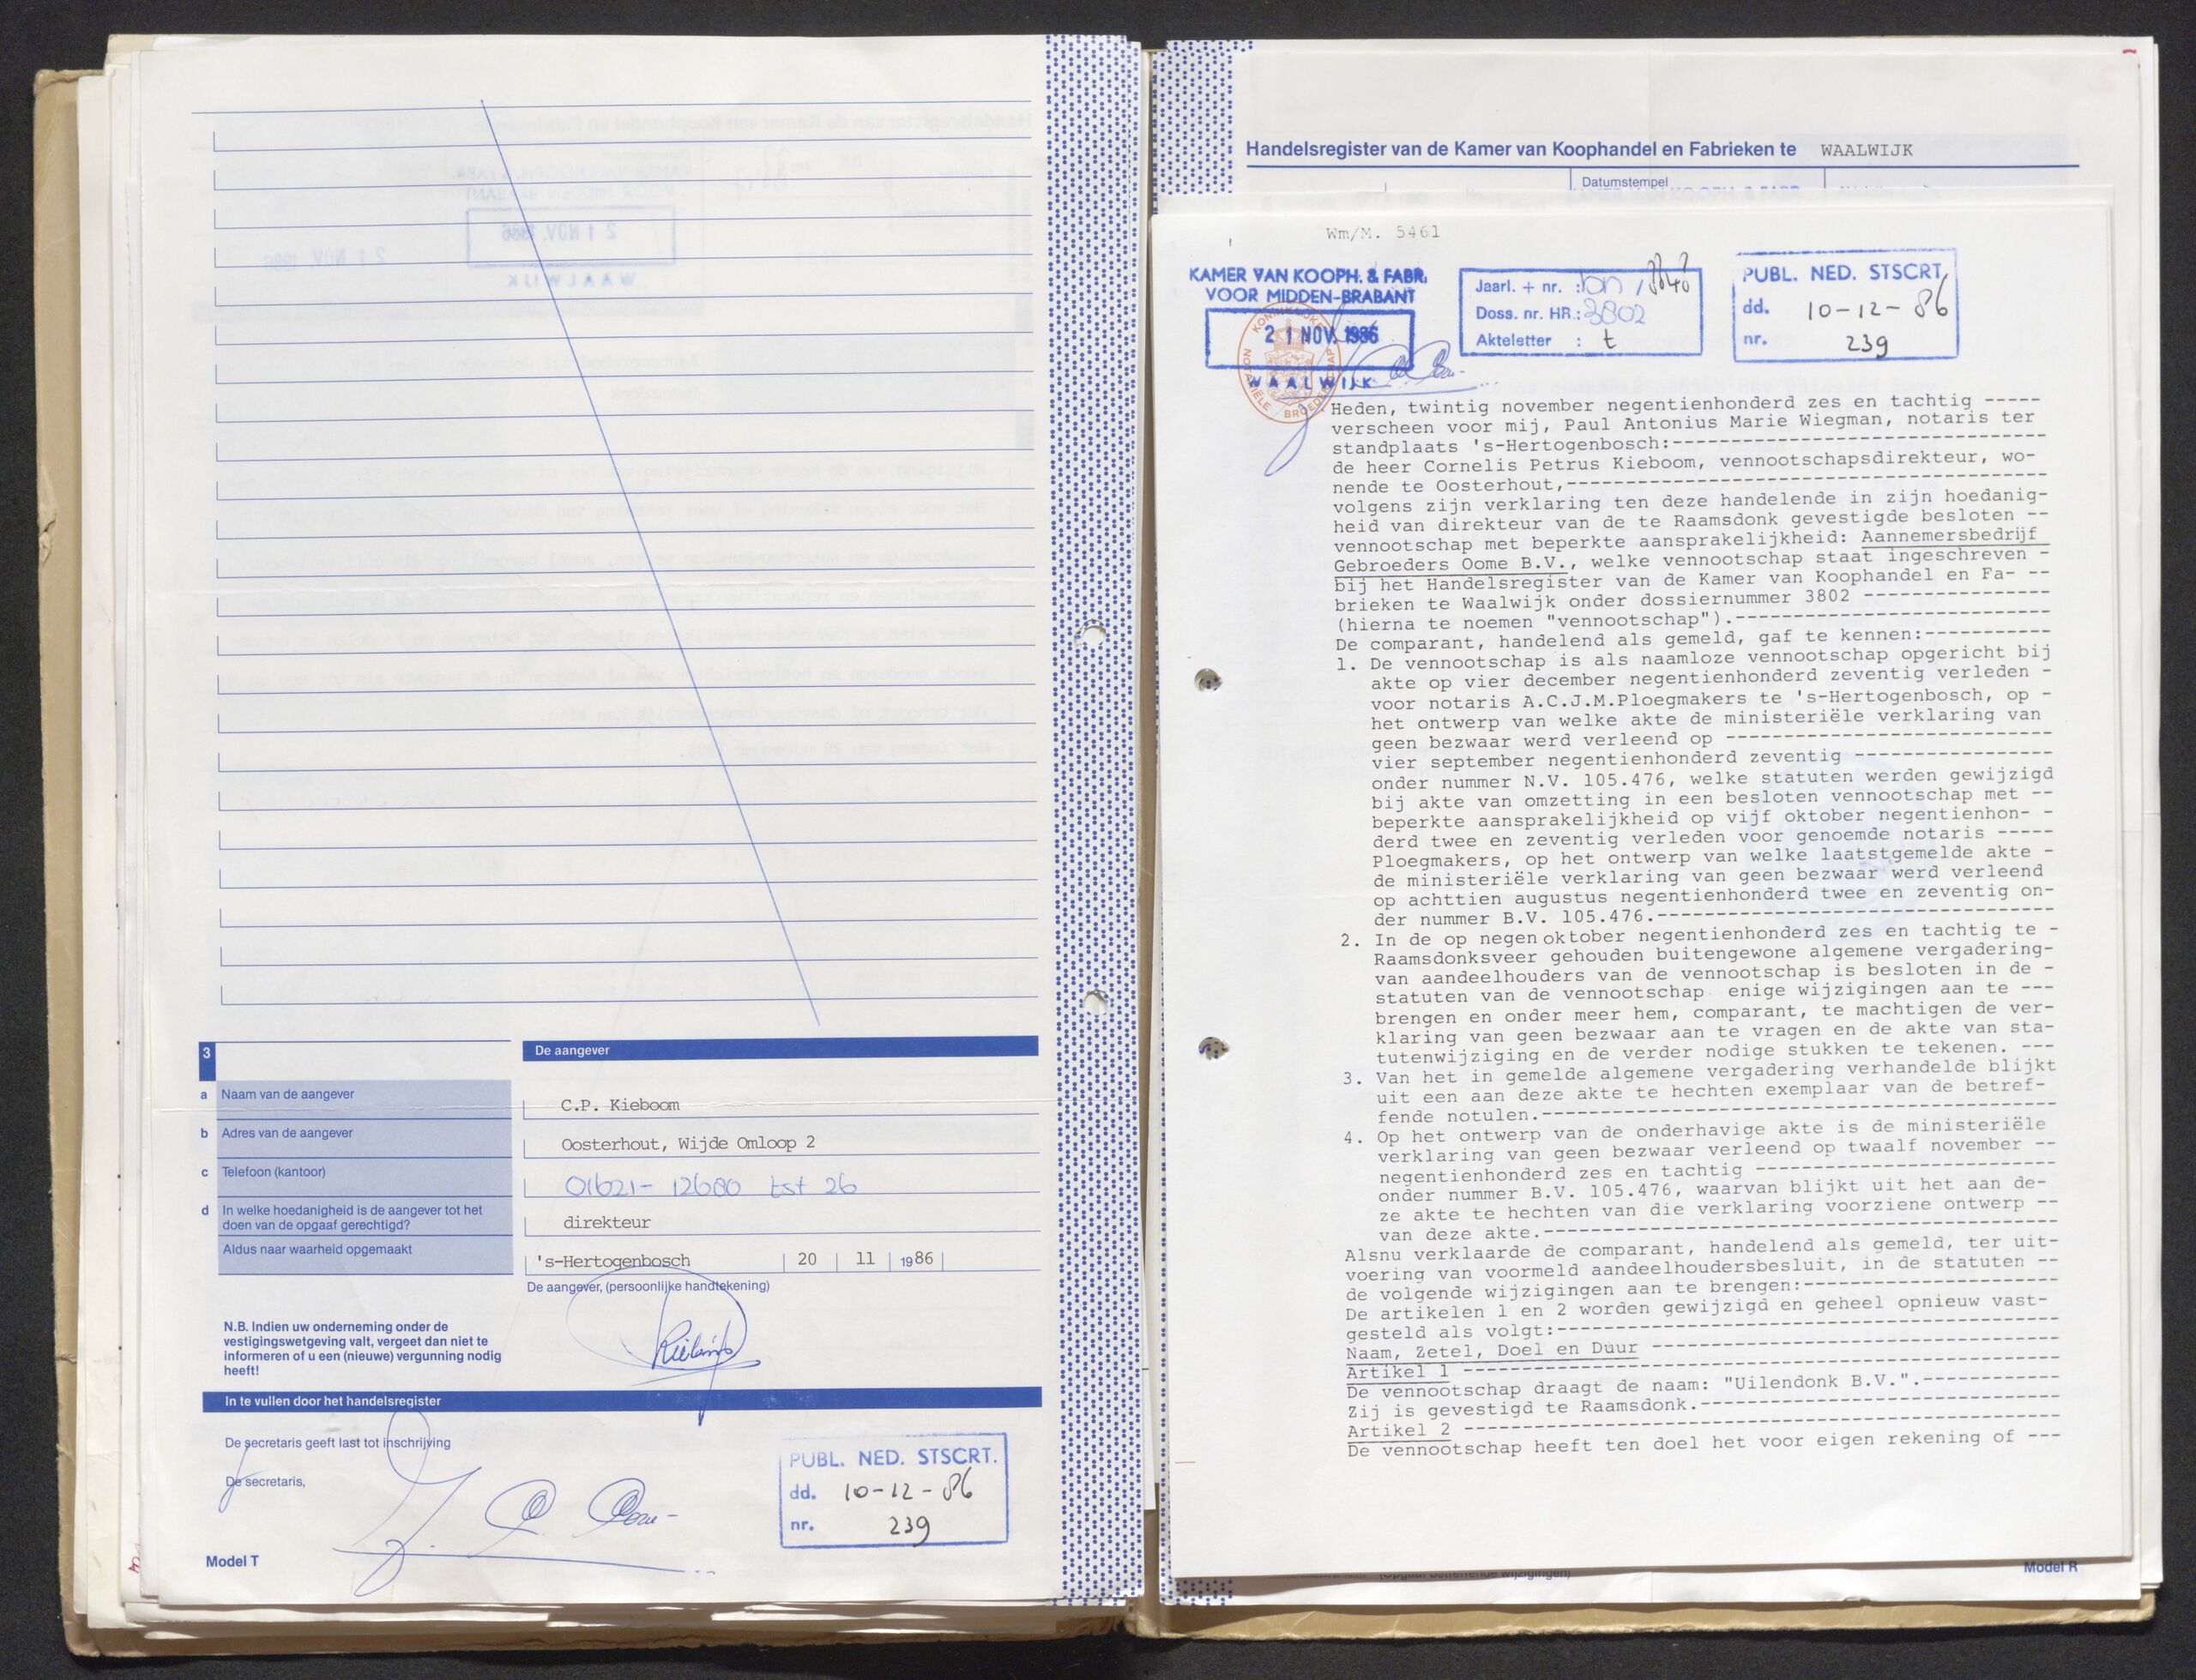 3
De aangever
a Naam van de aangever
C.P. Kieboom
b Adres van de aangever
Oosterhout, Wijde Omloop 2
c Telefoon (kantoor)
01621- 12680 tst 26
d In welke hoedanigheid is de aangever tot het
doen van de opgaaf gerechtigd?
direkteur
Aldus naar waarheid opgemaakt
's-Hertogenbosch 20 11 1986
De aangever, (persoonlijke handtekening)
N.B. Indien uw onderneming onder de
vestigingswetgeving valt, vergeet dan niet te
informeren of u een (nieuwe) vergunning nodig
heeft!
In te vullen door het handelsregister
De secretaris geeft last tot inschrijving
De secretaris,
PUBL. NED. STSCRT.
dd. 10-12-86
nr. 239
Model T
Handelsregister van de Kamer van Koophandel en Fabrieken te WAALWIJK
Datumstempel
Wm/M. 5461
KAMER VAN KOOPH. & FABR.
VOOR MIDDEN-BRABANT
21 NOV. 1986
WAALWIJK
KONINKLIJKE NOTARIËLE BROEDERSCHAP
Jaarl. + nr. :
Doss. nr. HR.: 3802
Akteletter : t
PUBL. NED. STSCRT.
dd. 10-12-86
nr. 239
Heden, twintig november negentienhonderd zes en tachtig -----
verscheen voor mij, Paul Antonius Marie Wiegman, notaris ter
standplaats 's-Hertogenbosch:--------------------------------
de heer Cornelis Petrus Kieboom, vennootschapsdirekteur, wo-
nende te Oosterhout,-----------------------------------------
volgens zijn verklaring ten deze handelende in zijn hoedanig-
heid van direkteur van de te Raamsdonk gevestigde besloten --
vennootschap met beperkte aansprakelijkheid: Aannemersbedrijf
Gebroeders Oome B.V., welke vennootschap staat ingeschreven -
bij het Handelsregister van de Kamer van Koophandel en Fa- --
brieken te Waalwijk onder dossiernummer 3802 ----------------
(hierna te noemen "vennootschap").---------------------------
De comparant, handelend als gemeld, gaf te kennen:-----------
1. De vennootschap is als naamloze vennootschap opgericht bij
akte op vier december negentienhonderd zeventig verleden -
voor notaris A.C.J.M.Ploegmakers te 's-Hertogenbosch, op -
het ontwerp van welke akte de ministeriële verklaring van
geen bezwaar werd verleend op ----------------------------
vier september negentienhonderd zeventig -----------------
onder nummer N.V. 105.476, welke statuten werden gewijzigd
bij akte van omzetting in een besloten vennootschap met --
beperkte aansprakelijkheid op vijf oktober negentienhon- -
derd twee en zeventig verleden voor genoemde notaris -----
Ploegmakers, op het ontwerp van welke laatstgemelde akte -
de ministeriële verklaring van geen bezwaar werd verleend
op achttien augustus negentienhonderd twee en zeventig on-
der nummer B.V. 105.476.----------------------------------
2. In de op negen oktober negentienhonderd zes en tachtig te -
Raamsdonksveer gehouden buitengewone algemene vergadering-
van aandeelhouders van de vennootschap is besloten in de -
statuten van de vennootschap enige wijzigingen aan te ---
brengen en onder meer hem, comparant, te machtigen de ver-
klaring van geen bezwaar aan te vragen en de akte van sta-
tutenwijziging en de verder nodige stukken te tekenen. ---
3. Van het in gemelde algemene vergadering verhandelde blijkt
uit een aan deze akte te hechten exemplaar van de betref-
fende notulen.--------------------------------------------
4. Op het ontwerp van de onderhavige akte is de ministeriële
verklaring van geen bezwaar verleend op twaalf november --
negentienhonderd zes en tachtig --------------------------
onder nummer B.V. 105.476, waarvan blijkt uit het aan de-
ze akte te hechten van die verklaring voorziene ontwerp --
van deze akte.--------------------------------------------
Alsnu verklaarde de comparant, handelend als gemeld, ter uit-
voering van voormeld aandeelhoudersbesluit, in de statuten --
de volgende wijzigingen aan te brengen:----------------------
De artikelen 1 en 2 worden gewijzigd en geheel opnieuw vast-
gesteld als volgt:-------------------------------------------
Naam, Zetel, Doel en Duur -----------------------------------
Artikel 1 ---------------------------------------------------
De vennootschap draagt de naam: "Uilendonk B.V.".------------
Zij is gevestigd te Raamsdonk.-------------------------------
Artikel 2 ---------------------------------------------------
De vennootschap heeft ten doel het voor eigen rekening of ---
Model R